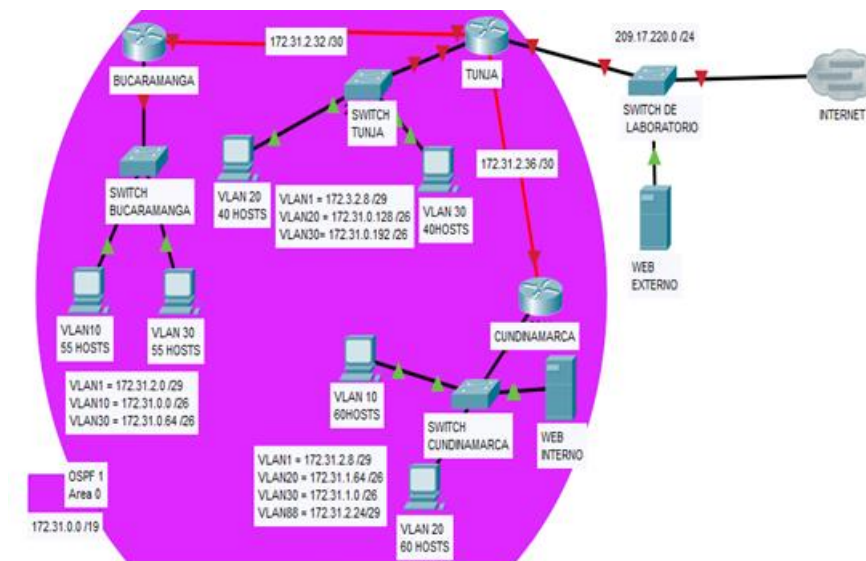 172.31.2.32 /30
209.17.220.0 /24
BUCARAMANGA
TUNJA
SWITCH DE
LABORATORIO
INTERNET
SWITCH
TUNJA
172.31.2.36 /30
SWITCH
BUCARAMANGA
VLAN 20
40 HOSTS
VLAN1 = 172.3.2.8 /29
VLAN20 = 172.31.0.128 /26
VLAN30= 172.31.0.192 /26
VLAN 30
40HOSTS
WEB
EXTERNO
VLAN10
55 HOSTS
VLAN 30
55 HOSTS
CUNDINAMARCA
VLAN1 = 172.31.2.0 /29
VLAN10 = 172.31.0.0 /26
VLAN30 = 172.31.0.64 /26
VLAN 10
60HOSTS
SWITCH
CUNDINAMARCA
WEB
INTERNO
VLAN1 = 172.31.2.8 /29
VLAN20 = 172.31.1.64 /26
VLAN30 = 172.31.1.0 /26
VLAN88 = 172.31.2.24/29
OSPF 1
Area 0
172.31.0.0 /19
VLAN 20
60 HOSTS